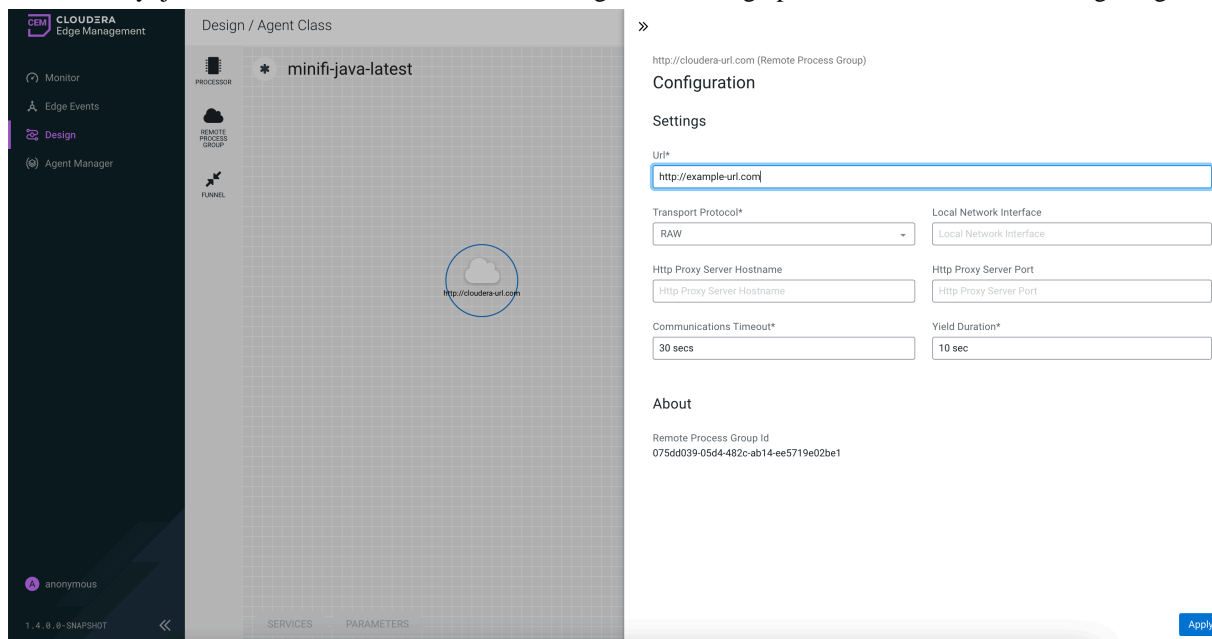 CEM CLOUDERA
Edge Management
Monitor
Edge Events
Design
Agent Manager
A anonymous
1.4.0.0-SNAPSHOT
Design / Agent Class
PROCESSOR
REMOTE
PROCESS
GROUP
FUNNEL
minifi-java-latest
http://cloudera-url.com
SERVICES PARAMETERS
http://cloudera-url.com (Remote Process Group)
Configuration
Settings
Url*
http://example-url.com
Transport Protocol* Local Network Interface
RAW Local Network Interface
Http Proxy Server Hostname Http Proxy Server Port
Http Proxy Server Hostname Http Proxy Server Port
Communications Timeout* Yield Duration*
30 secs 10 sec
About
Remote Process Group Id
075dd039-05d4-482c-ab14-ee5719e02be1
Apply